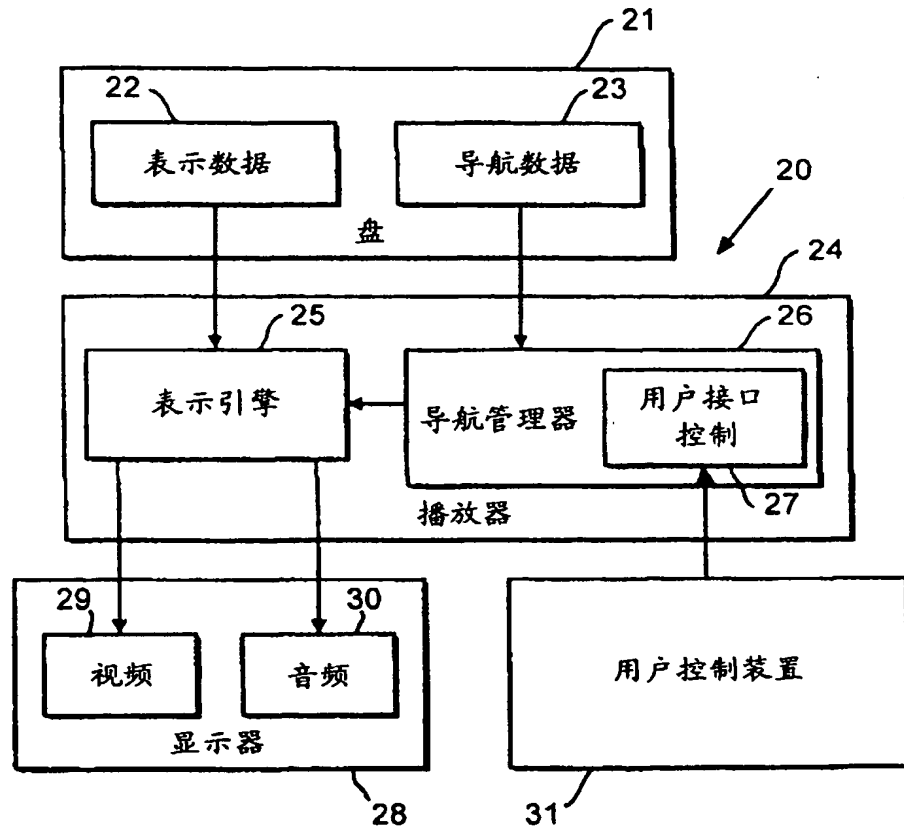 21
22
23
表示数据
导航数据
盘
20
24
25
26
表示引擎
导航管理器
用户接口
控制
27
播放器
29
30
视频
音频
显示器
28
用户控制装置
31